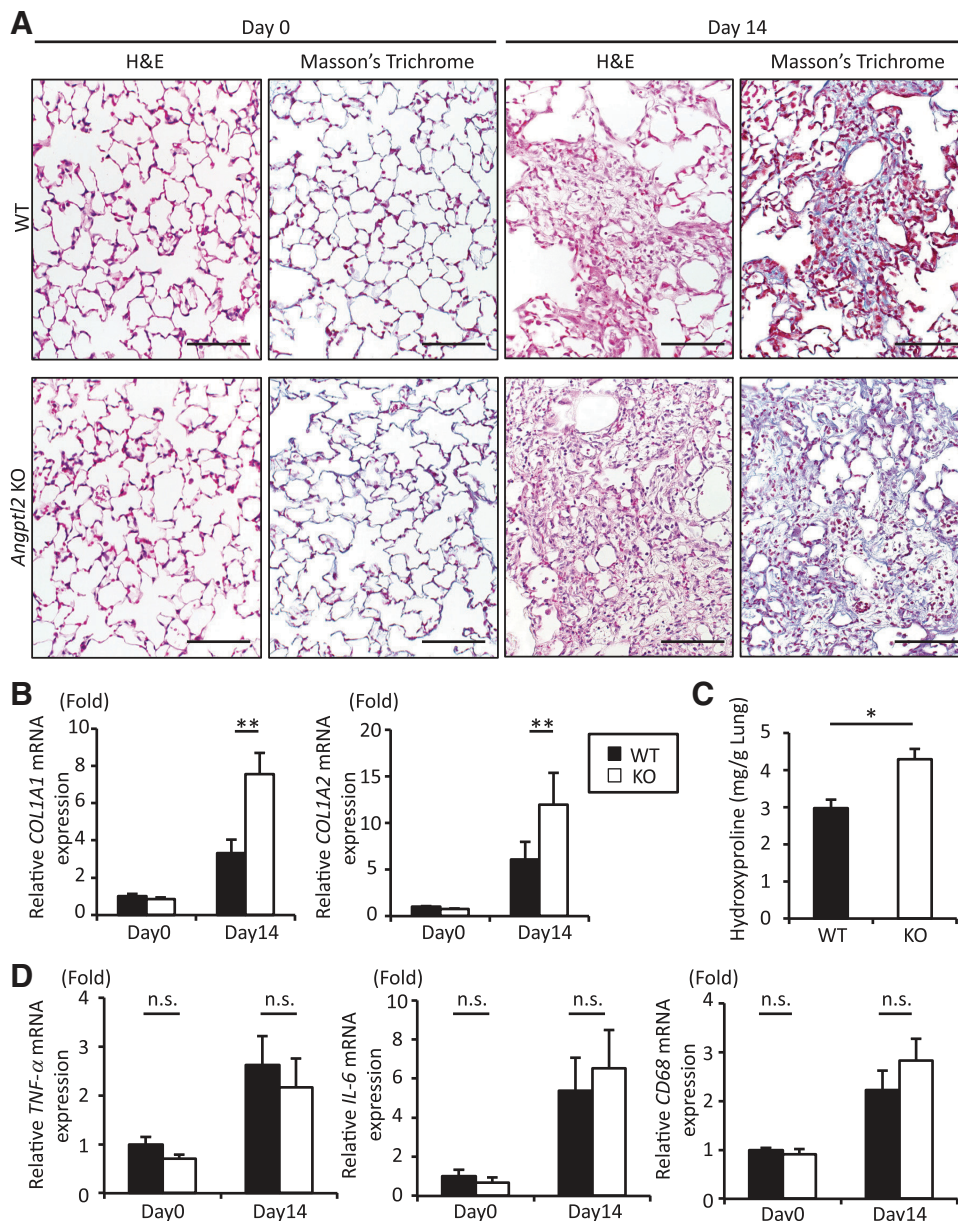 A
Day 0
Day 14
H&E
Masson's Trichrome
H&E
Masson's Trichrome
WT
Angptl2 KO
B
(Fold)
Relative COL1A1 mRNA
expression
10
8
6
4
2
0
**
Day0
Day14
(Fold)
Relative COL1A2 mRNA
expression
20
15
10
5
0
**
Day0
Day14
WT
KO
C
Hydroxyproline (mg/g Lung)
5
4
3
2
1
0
*
WT
KO
D
(Fold)
Relative TNF-α mRNA
expression
4
3
2
1
0
n.s.
n.s.
Day0
Day14
(Fold)
Relative IL-6 mRNA
expression
10
8
6
4
2
0
n.s.
n.s.
Day0
Day14
(Fold)
Relative CD68 mRNA
expression
4
3
2
1
0
n.s.
n.s.
Day0
Day14